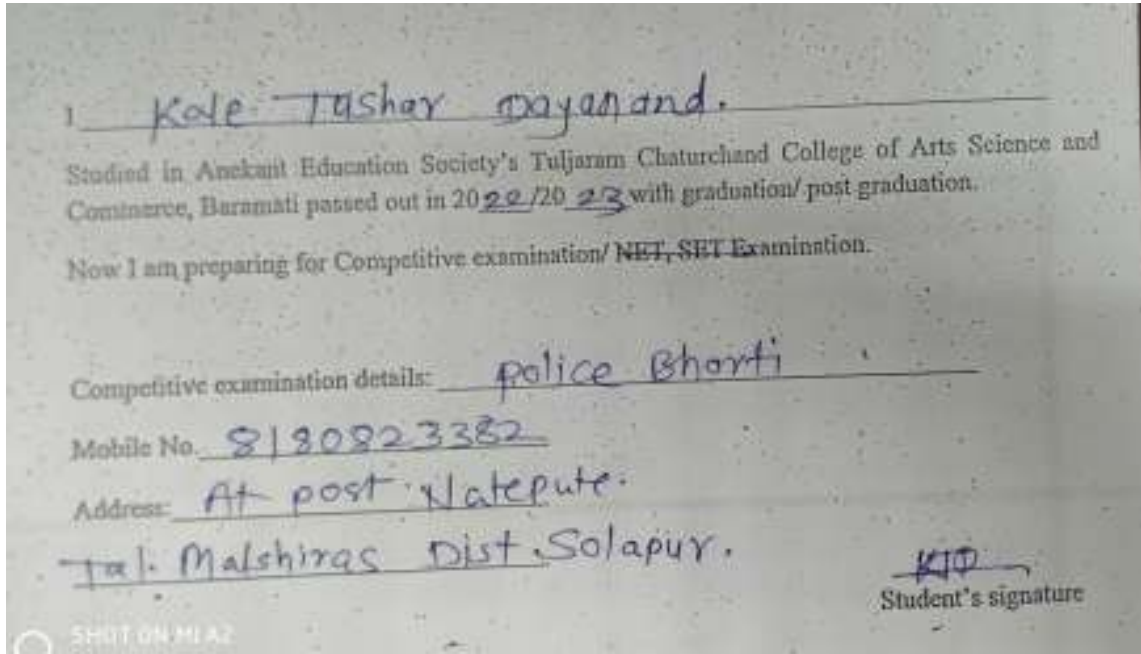 I Kale Tushar Dayanand.
Studied in Anekant Education Society's Tuljaram Chaturchand College of Arts Science and
Commerce, Baramati passed out in 2022/2023 with graduation/ post graduation.
Now I am preparing for Competitive examination/ NET, SET Examination.
Competitive examination details: police Bharti
Mobile No. 8180823382
Address: At post. Natepute.
Tal. Malshiras Dist. Solapur.
KTD
Student's signature
SHOT ON MI A2